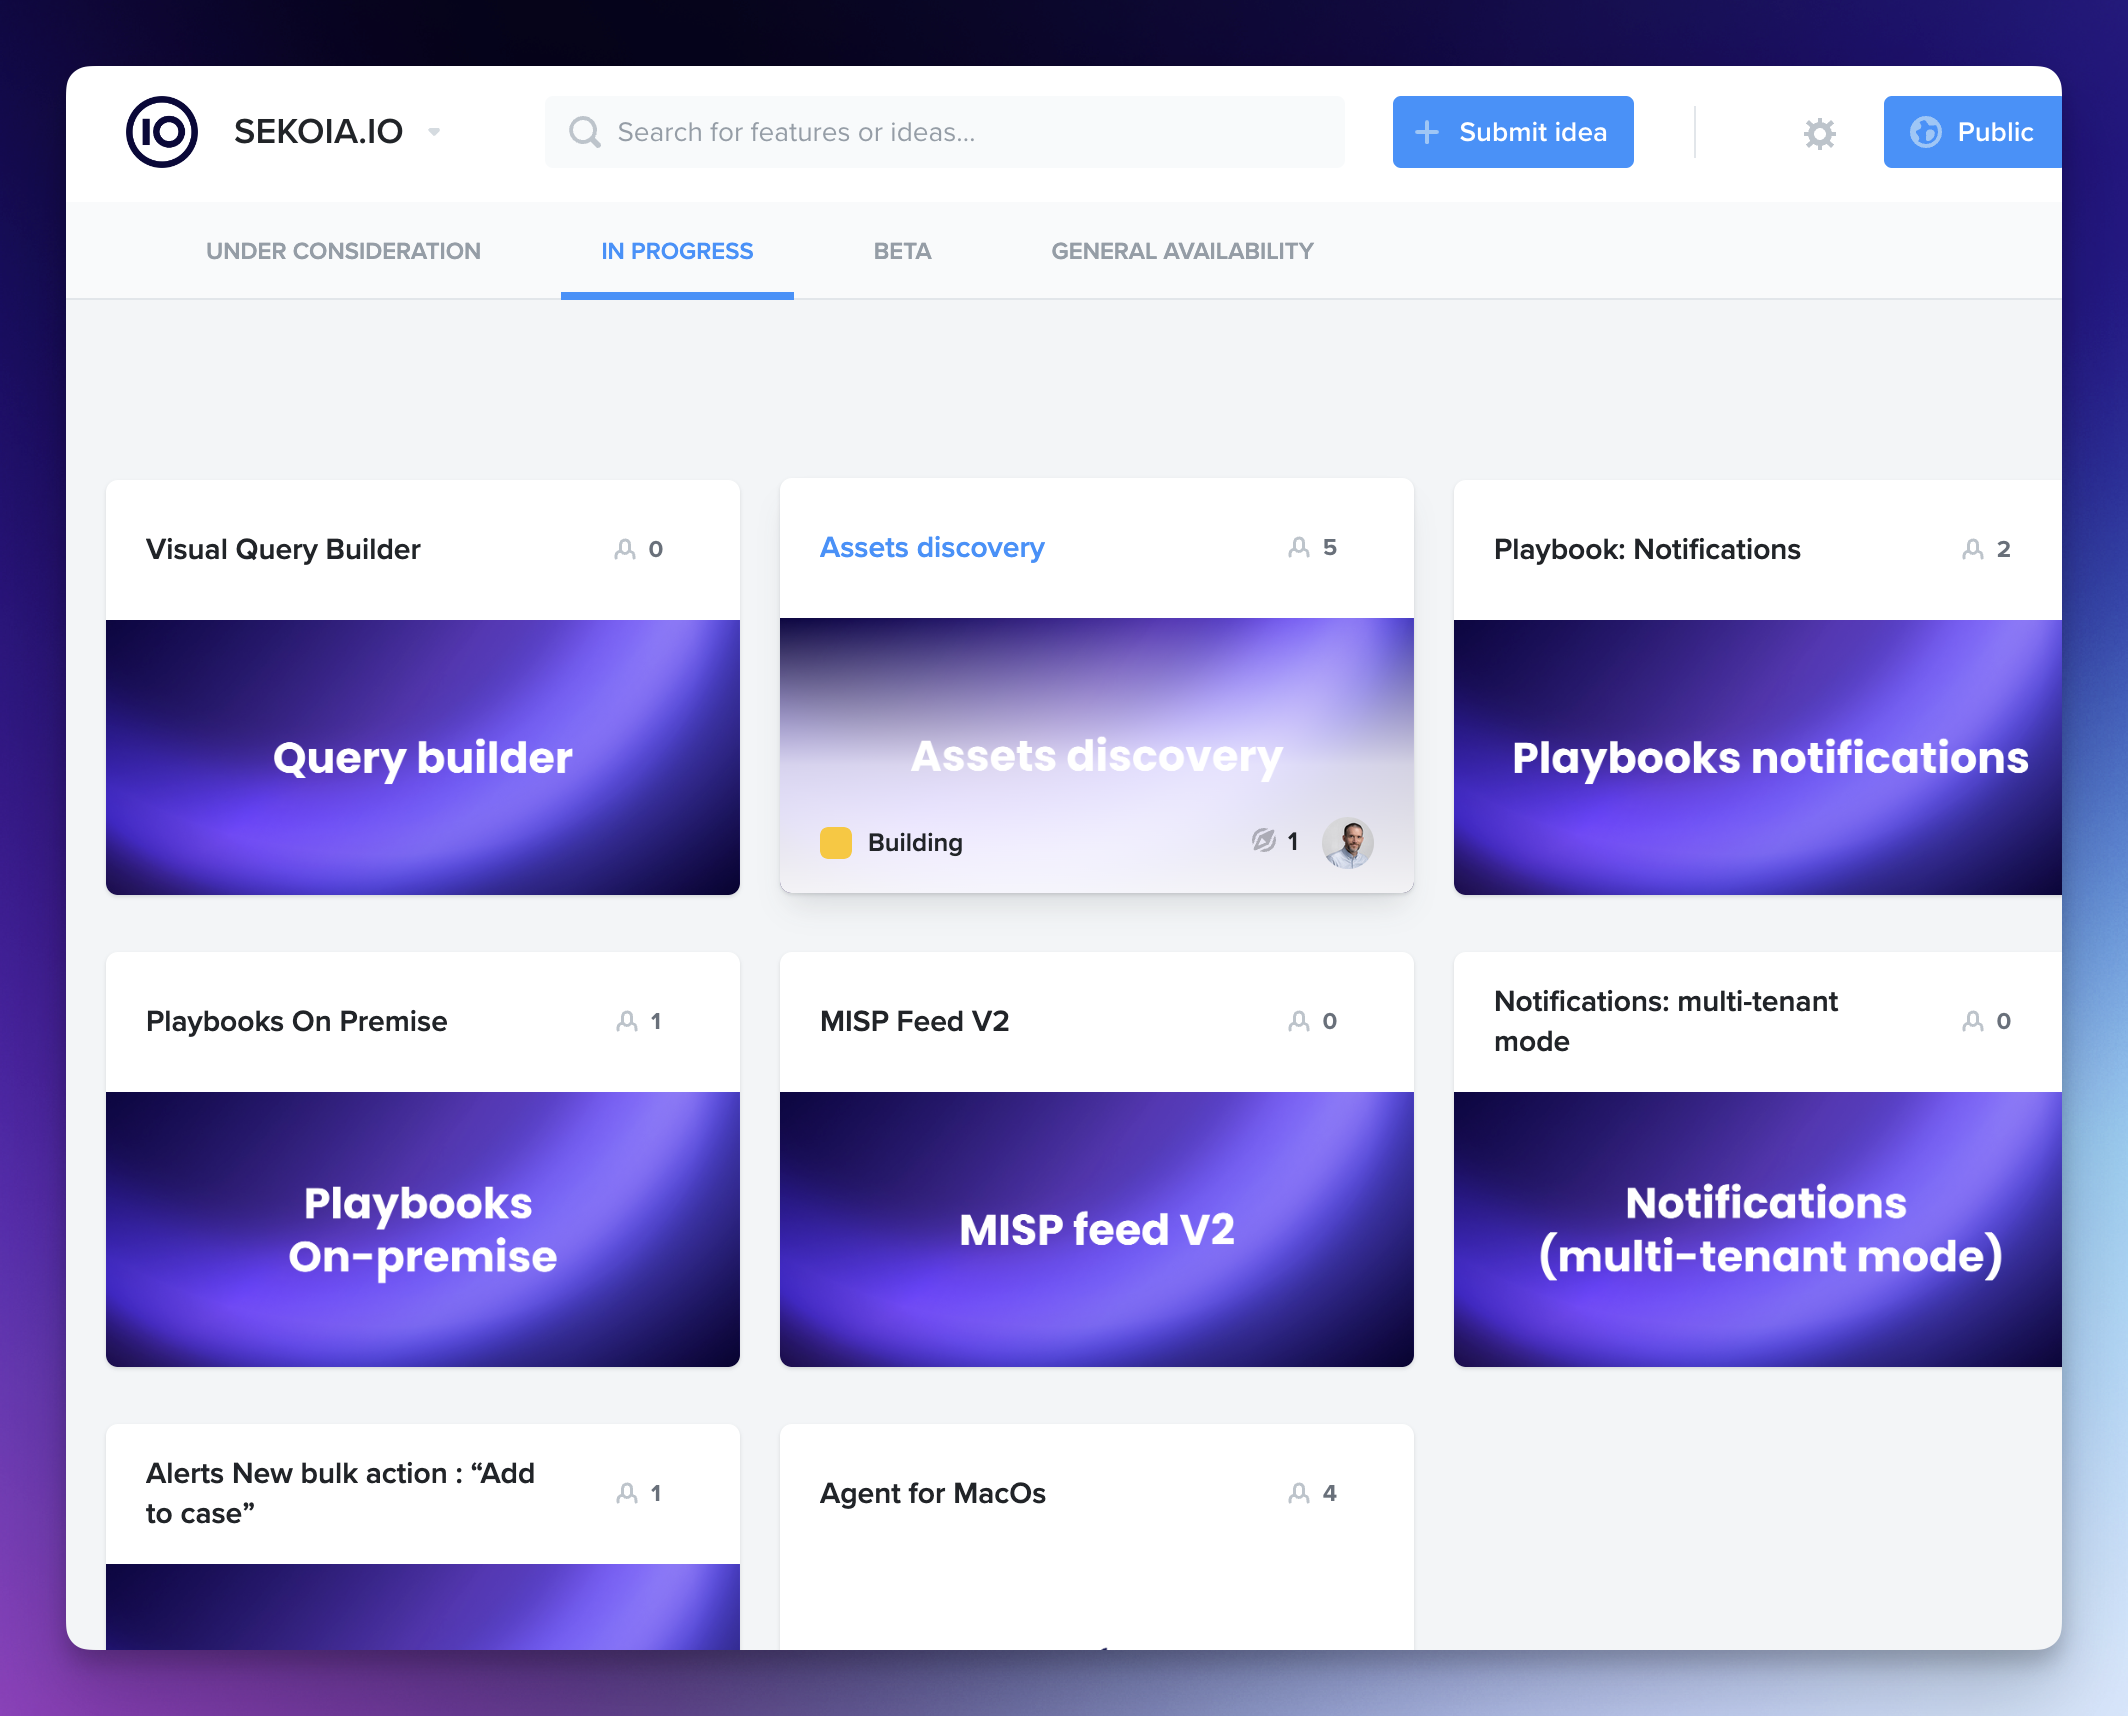 IO SEKOIA.IO
Search for features or ideas...
Submit idea
Public
UNDER CONSIDERATION
IN PROGRESS
BETA
GENERAL AVAILABILITY
Visual Query Builder
0
Query builder
Assets discovery
5
Assets discovery
Building
1
Playbook: Notifications
2
Playbooks notifications
Playbooks On Premise
1
Playbooks
On-premise
MISP Feed V2
0
MISP feed V2
Notifications: multi-tenant
mode
0
Notifications
(multi-tenant mode)
Alerts New bulk action : “Add
to case”
1
Agent for MacOs
4